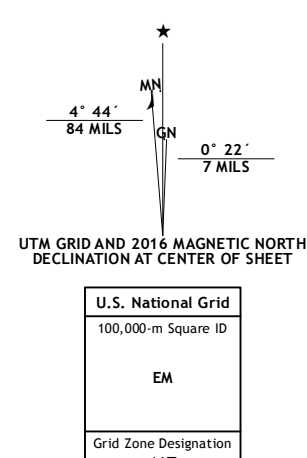 ★
MN
4° 44´
84 MILS
GN
0° 22´
7 MILS
UTM GRID AND 2016 MAGNETIC NORTH
DECLINATION AT CENTER OF SHEET
U.S. National Grid
100,000-m Square ID
EM
Grid Zone Designation